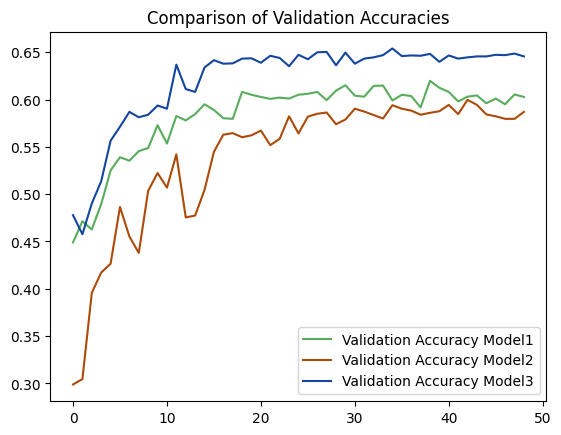 Comparison of Validation Accuracies
0.65
0.60
0.55
0.50
0.45
0.40
0.35
0.30
Validation Accuracy Model1
Validation Accuracy Model2
Validation Accuracy Model3
0 10 20 30 40 50